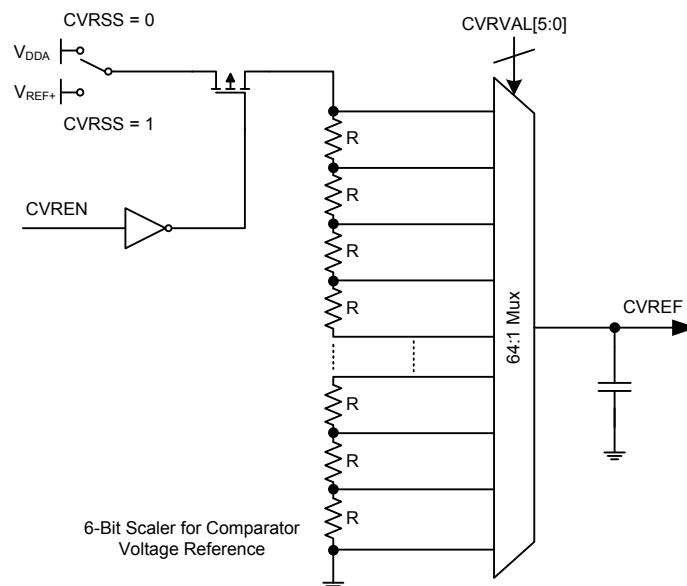 CVRSS = 0
CVRVAL[5:0]
VDDA
VREF+
CVRSS = 1
R
R
CVREN
R
R
CVREF
64:1 Mux
R
R
R
6-Bit Scaler for Comparator
Voltage Reference